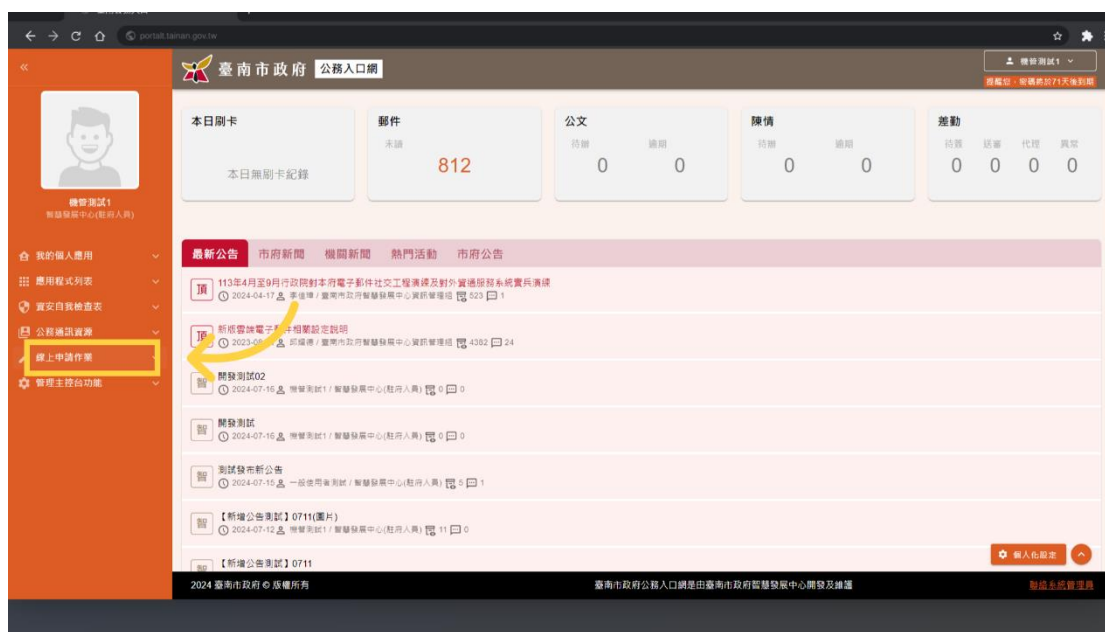 portalt.tainan.gov.tw
臺南市政府 公務入口網
機管測試1
提醒您，密碼將於71天後到期
機管測試1
智慧發展中心(駐府人員)
我的個人應用
應用程式列表
資安自我檢查表
公務通訊資源
線上申請作業
管理主控台功能
本日刷卡
本日無刷卡紀錄
郵件
未讀
812
公文
待辦 逾期
0 0
陳情
待辦 逾期
0 0
差勤
待簽 送審 代理 異常
0 0 0 0
最新公告 市府新聞 機關新聞 熱門活動 市府公告
頂 113年4月至9月行政院對本府電子郵件社交工程演練及對外資通服務系統實兵演練
2024-04-17 李佳瑋 / 臺南市政府智慧發展中心資訊管理組 523 1
頂 新版雲端電子郵件相關設定說明
2023-08 邱耀德 / 臺南市政府智慧發展中心資訊管理組 4382 24
智 開發測試02
2024-07-16 機管測試1 / 智慧發展中心(駐府人員) 0 0
智 開發測試
2024-07-16 機管測試1 / 智慧發展中心(駐府人員) 0 0
智 測試發布新公告
2024-07-15 一般使用者測試 / 智慧發展中心(駐府人員) 5 1
智 【新增公告測試】0711(圖片)
2024-07-12 機管測試1 / 智慧發展中心(駐府人員) 11 0
智 【新增公告測試】0711
個人化設定
2024 臺南市政府 © 版權所有
臺南市政府公務入口網是由臺南市政府智慧發展中心開發及維護
聯絡系統管理員